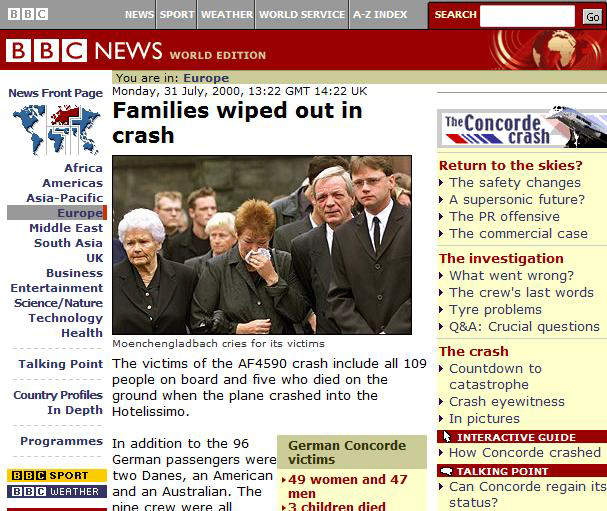 BBC
NEWS SPORT WEATHER WORLD SERVICE A-Z INDEX SEARCH Go
BBC NEWS WORLD EDITION
You are in: Europe
News Front Page
Africa
Americas
Asia-Pacific
Europe
Middle East
South Asia
UK
Business
Entertainment
Science/Nature
Technology
Health
Talking Point
Country Profiles
In Depth
Programmes
BBC SPORT
BBC WEATHER
Monday, 31 July, 2000, 13:22 GMT 14:22 UK
Families wiped out in
crash
Moenchengladbach cries for its victims
The victims of the AF4590 crash include all 109
people on board and five who died on the
ground when the plane crashed into the
Hotelissimo.
In addition to the 96
German passengers were
two Danes, an American
and an Australian. The
nine crew were all
German Concorde
victims
49 women and 47
men
3 children died
The Concorde
crash
Return to the skies?
The safety changes
A supersonic future?
The PR offensive
The commercial case
The investigation
What went wrong?
The crew's last words
Tyre problems
Q&A: Crucial questions
The crash
Countdown to
catastrophe
Crash eyewitness
In pictures
INTERACTIVE GUIDE
How Concorde crashed
TALKING POINT
Can Concorde regain its
status?